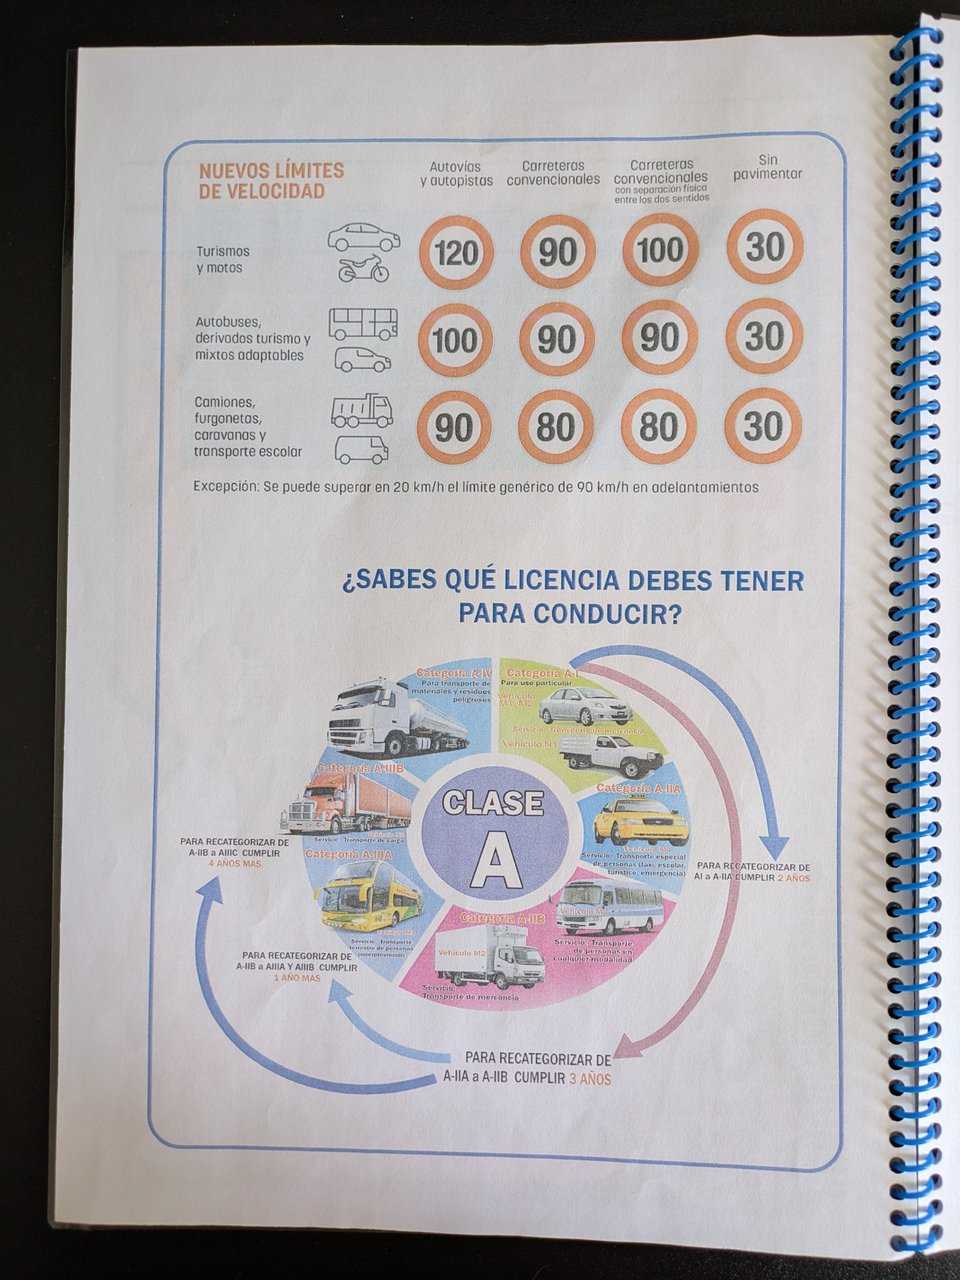 NUEVOS LÍMITES
DE VELOCIDAD
Autovías
y autopistas
Carreteras
convencionales
Carreteras
convencionales
con separación física
entre los dos sentidos
Sin
pavimentar
Turismos
y motos
120 90 100 30
Autobuses,
derivados turismo y
mixtos adaptables
100 90 90 30
Camiones,
furgonetas,
caravanas y
transporte escolar
90 80 80 30
Excepción: Se puede superar en 20 km/h el límite genérico de 90 km/h en adelantamientos
¿SABES QUÉ LICENCIA DEBES TENER
PARA CONDUCIR?
Categoría A-IV
Para transporte de
materiales y residuos
peligrosos
Categoría A-I
Para uso particular
Vehículo
Vehículo N1
Categoría A-IIIB
Servicio: Transporte de carga
Categoría A-IIA
Servicio: Transporte especial
de personas (taxi, escolar,
turístico, emergencia)
CLASE
A
PARA RECATEGORIZAR DE
A-IIB a AIIIC CUMPLIR
4 AÑOS MAS
Categoría A-IIIA
Servicio: Transporte
terrestre de personas
PARA RECATEGORIZAR DE
AI a A-IIA CUMPLIR 2 AÑOS
Categoría A-IIB
Vehículo M2
Servicio:
Transporte de mercancía
Servicio: Transporte
de personas en
cualquier modalidad
PARA RECATEGORIZAR DE
A-IIB a AIIIA Y AIIIB CUMPLIR
1 AÑO MAS
PARA RECATEGORIZAR DE
A-IIA a A-IIB CUMPLIR 3 AÑOS